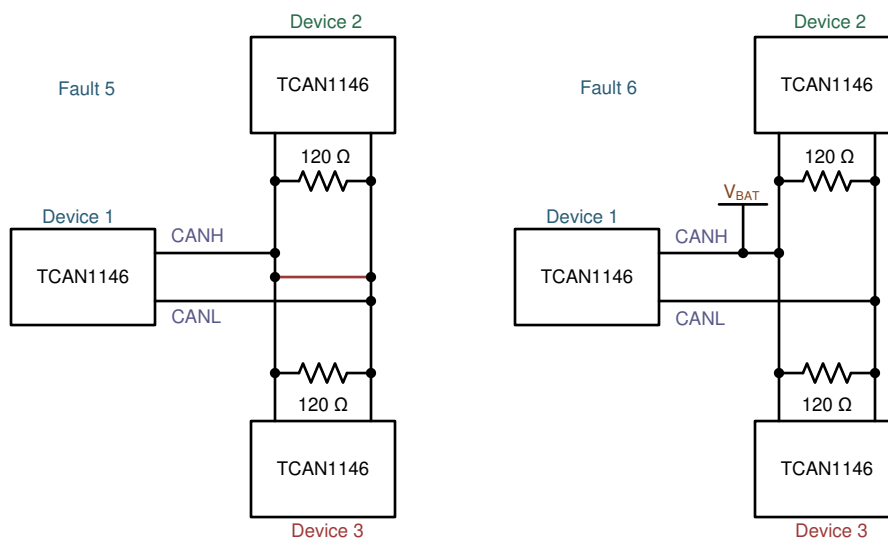 Fault 5
Device 2
TCAN1146
120 Ω
Device 1
TCAN1146
CANH
CANL
120 Ω
TCAN1146
Device 3
Fault 6
Device 2
TCAN1146
120 Ω
VBAT
Device 1
TCAN1146
CANH
CANL
120 Ω
TCAN1146
Device 3